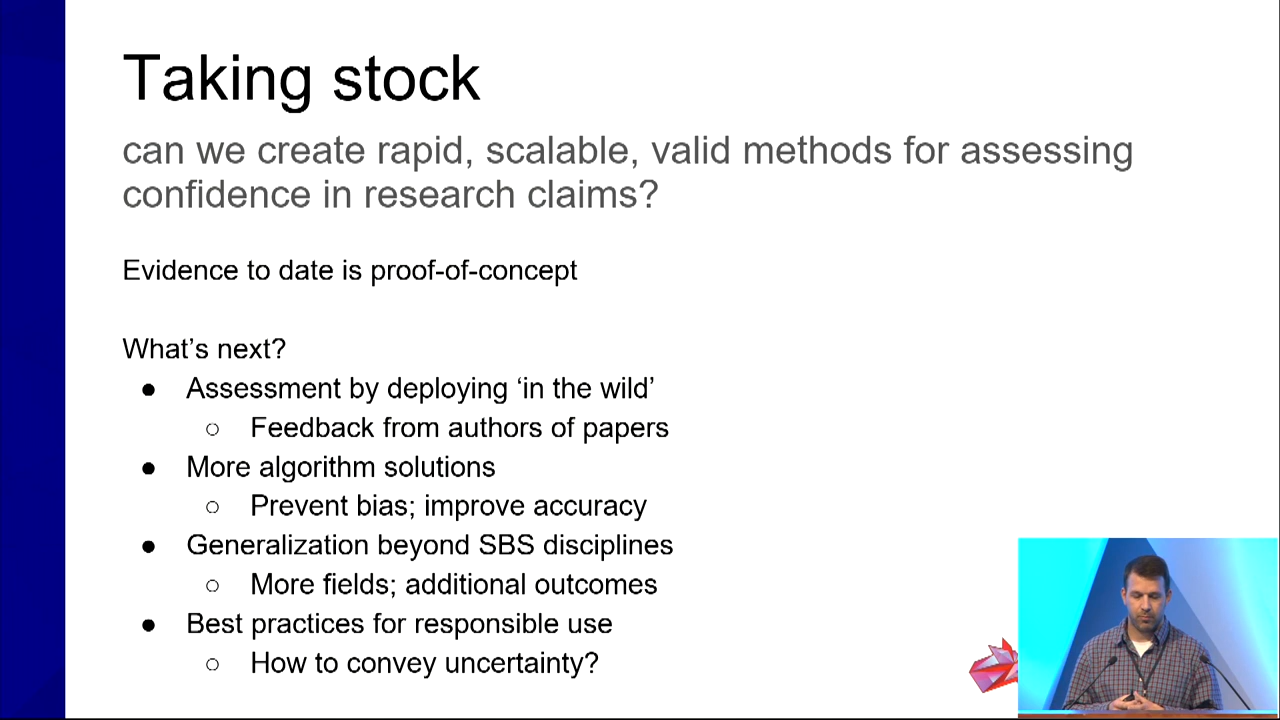 Taking stock
can we create rapid, scalable, valid methods for assessing
confidence in research claims?
Evidence to date is proof-of-concept
What’s next?
● Assessment by deploying ‘in the wild’
○ Feedback from authors of papers
● More algorithm solutions
○ Prevent bias; improve accuracy
● Generalization beyond SBS disciplines
○ More fields; additional outcomes
● Best practices for responsible use
○ How to convey uncertainty?